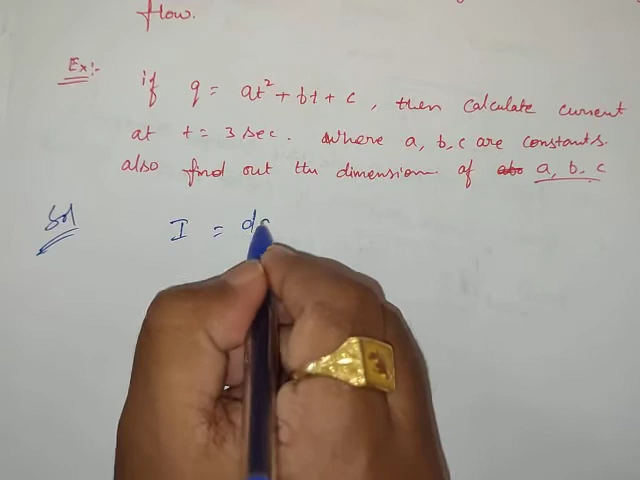 flow.
Ex:- if q = at² + bt + c, then calculate current
at t = 3 sec. where a, b, c are constants.
also find out the dimension of a, b, c
Sol I = d